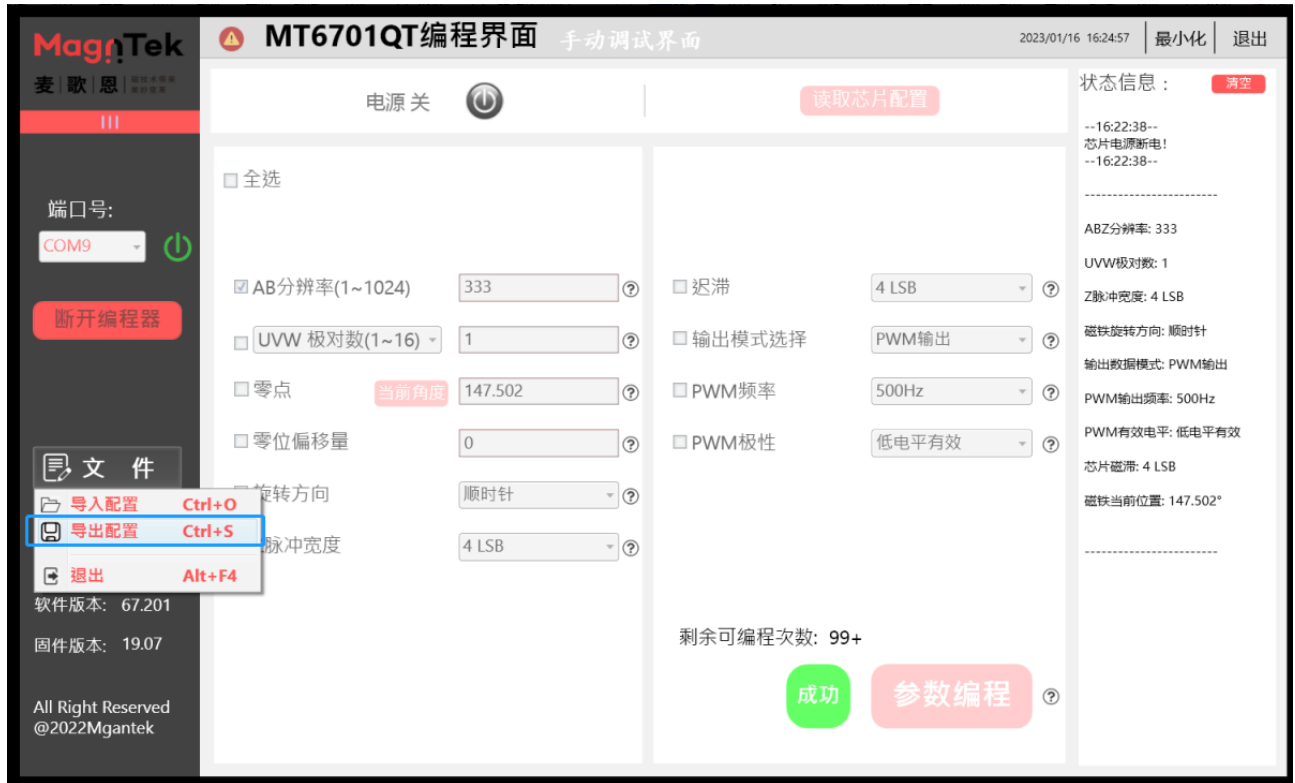 MagnTek
麦|歌|恩
MT6701QT编程界面 手动调试界面
2023/01/16 16:24:57 最小化 退出
电源 关
读取芯片配置
状态信息： 清空
--16:22:38--
芯片电源断电!
--16:22:38--
------------------------
ABZ分辨率: 333
UVW极对数: 1
Z脉冲宽度: 4 LSB
磁铁旋转方向: 顺时针
输出数据模式: PWM输出
PWM输出频率: 500Hz
PWM有效电平: 低电平有效
芯片磁滞: 4 LSB
磁铁当前位置: 147.502°
------------------------
端口号:
COM9
断开编程器
文 件
导入配置 Ctrl+O
导出配置 Ctrl+S
退出 Alt+F4
软件版本: 67.201
固件版本: 19.07
All Right Reserved
@2022Mgantek
全选
AB分辨率(1~1024) 333 ?
UVW 极对数(1~16) 1 ?
零点 当前角度 147.502 ?
零位偏移量 0 ?
旋转方向 顺时针 ?
脉冲宽度 4 LSB ?
迟滞 4 LSB ?
输出模式选择 PWM输出 ?
PWM频率 500Hz ?
PWM极性 低电平有效 ?
剩余可编程次数: 99+
成功 参数编程 ?